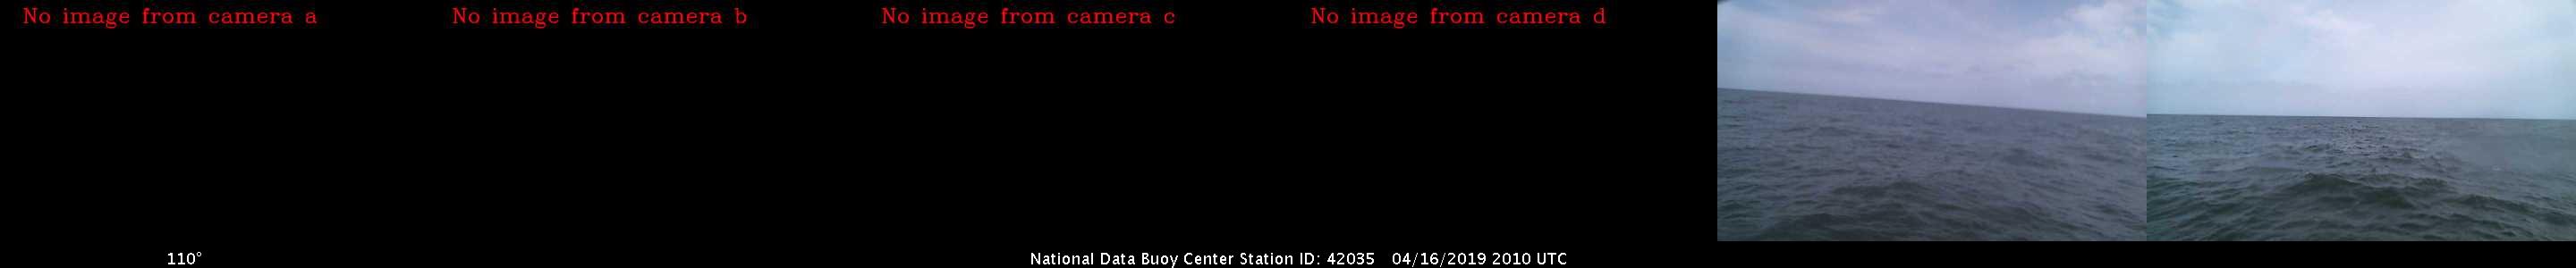 No image from camera a
No image from camera b
No image from camera c
No image from camera d
110°
National Data Buoy Center Station ID: 42035 04/16/2019 2010 UTC